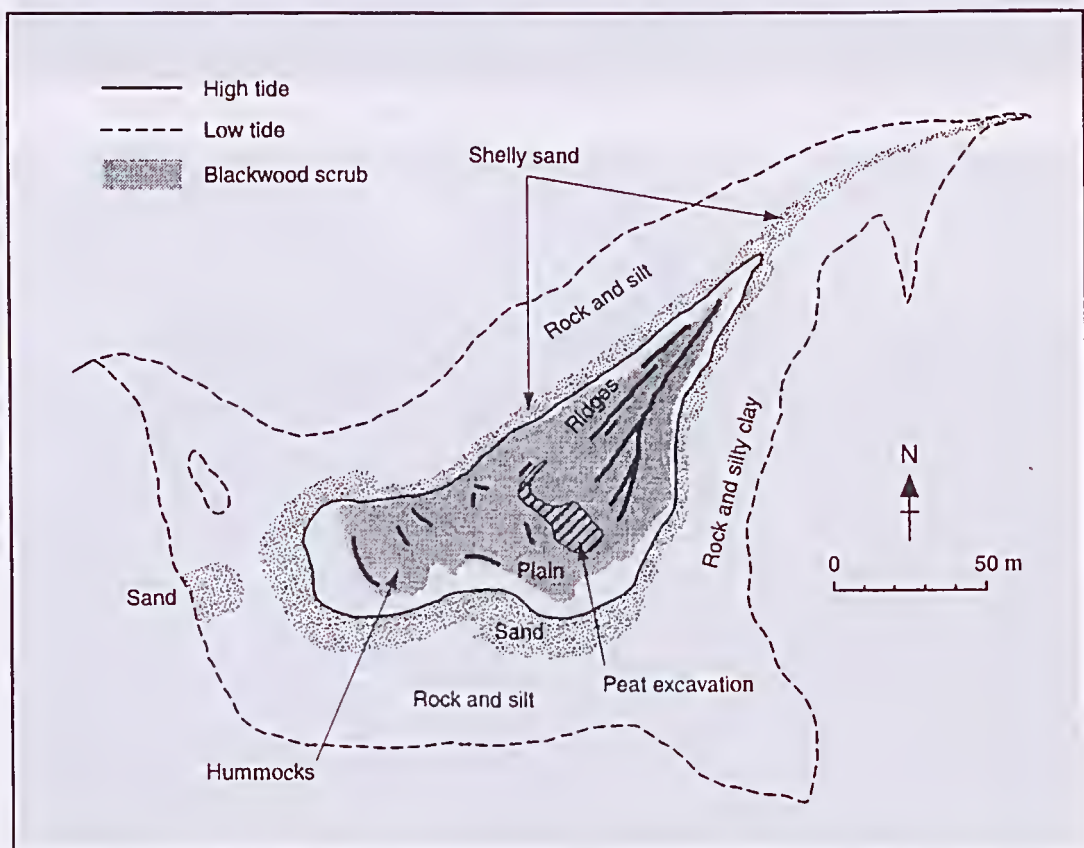 High tide
Low tide
Blackwood scrub
Shelly sand
Rock and silt
Ridges
Rock and silty clay
N
0 50 m
Plain
Sand
Sand
Peat excavation
Rock and silt
Hummocks